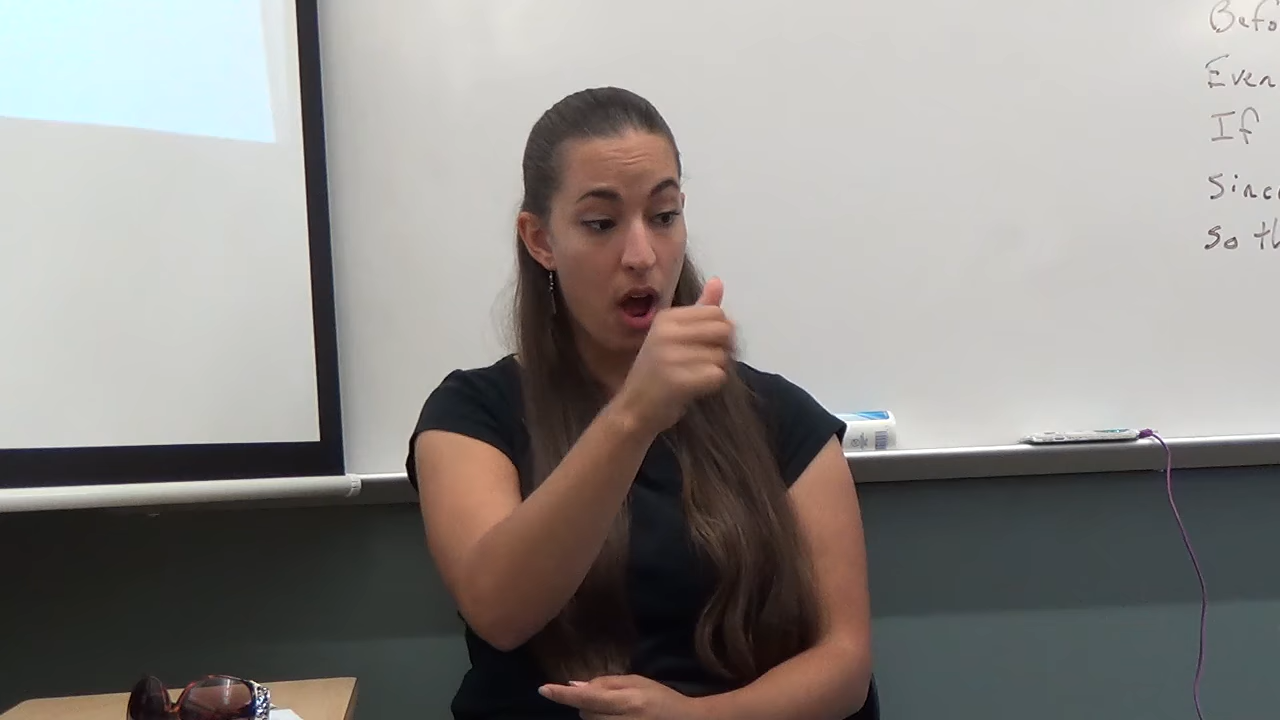 Befo
Even
If
Sinc
so th